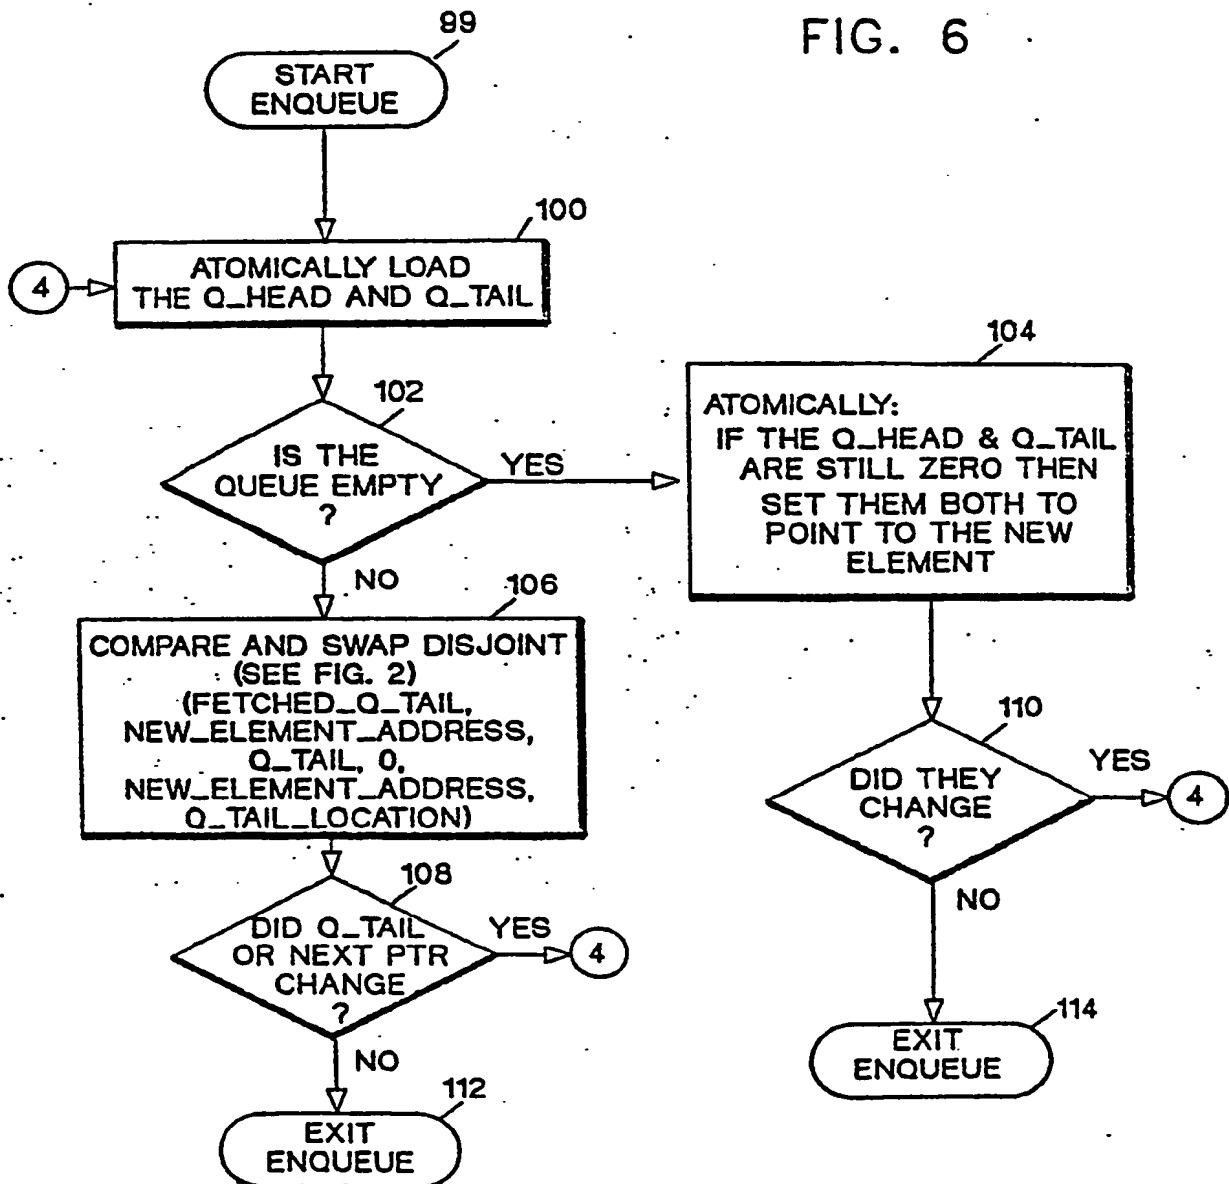 FIG. 6
99
START
ENQUEUE
100
4
ATOMICALLY LOAD
THE Q_HEAD AND Q_TAIL
102
IS THE
QUEUE EMPTY
?
YES
NO
104
ATOMICALLY:
IF THE Q_HEAD & Q_TAIL
ARE STILL ZERO THEN
SET THEM BOTH TO
POINT TO THE NEW
ELEMENT
106
COMPARE AND SWAP DISJOINT
(SEE FIG. 2)
(FETCHED_Q_TAIL,
NEW_ELEMENT_ADDRESS,
Q_TAIL, 0,
NEW_ELEMENT_ADDRESS,
Q_TAIL_LOCATION)
108
DID Q_TAIL
OR NEXT PTR
CHANGE
?
YES
4
NO
112
EXIT
ENQUEUE
110
DID THEY
CHANGE
?
YES
4
NO
114
EXIT
ENQUEUE